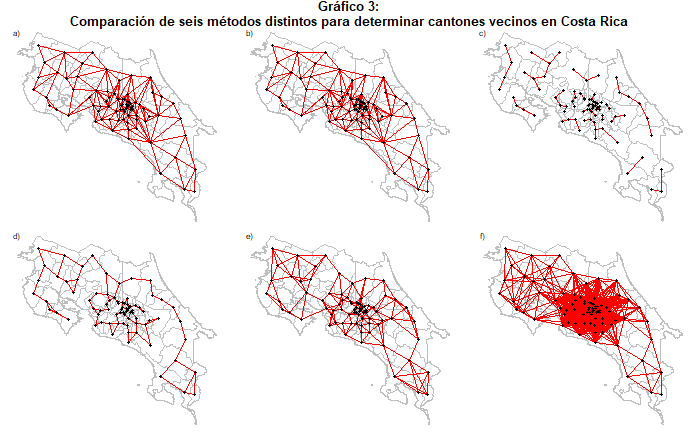 Gráfico 3:
Comparación de seis métodos distintos para determinar cantones vecinos en Costa Rica
a)
b)
c)
d)
e)
f)